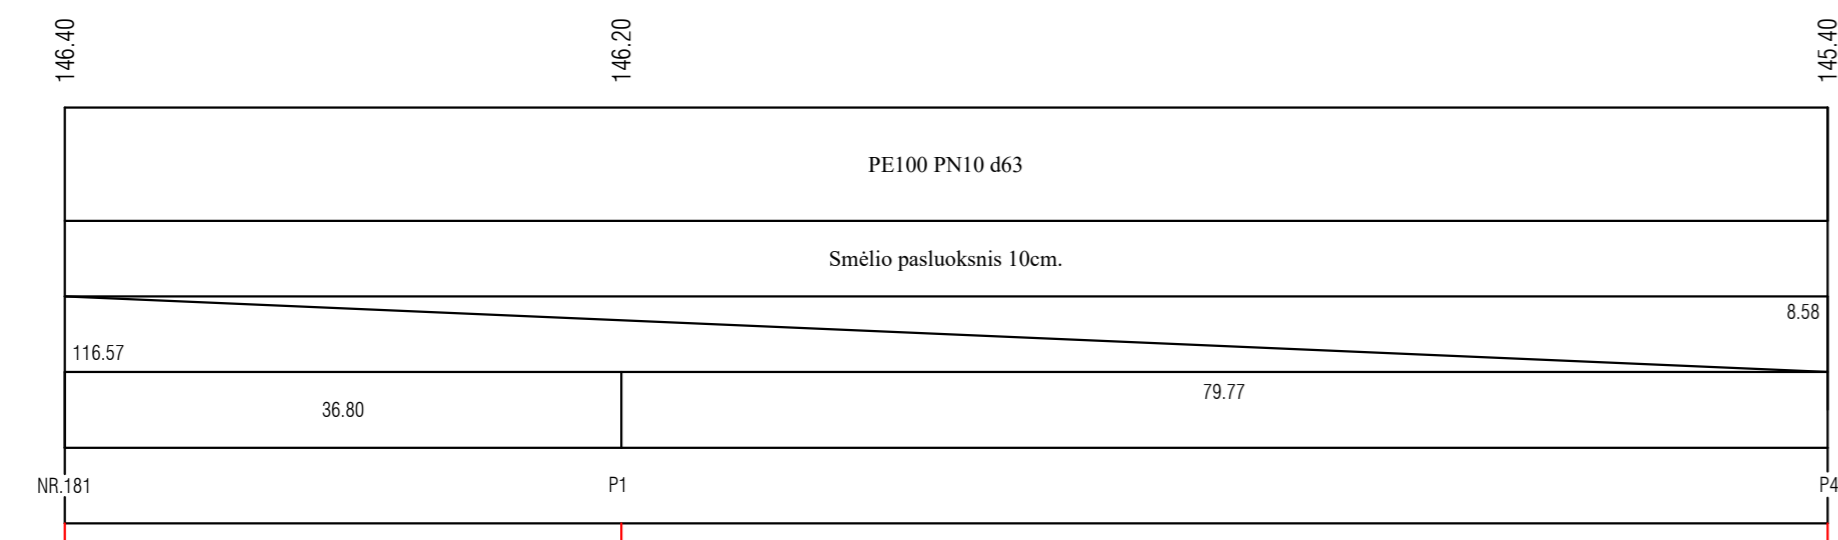 146.40
146.20
145.40
PE100 PN10 d63
Smėlio pasluoksnis 10cm.
8.58
116.57
36.80
79.77
NR.181
P1
P4